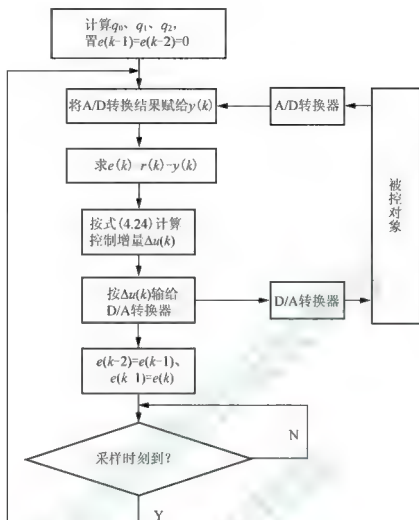 计算q₀、q₁、q₂，
置e(k-1)=e(k-2)=0
将A/D转换结果赋给y(k)
A/D转换器
求e(k) r(k)-y(k)
被控对象
按式(4.24)计算
控制增量Δu(k)
按Δu(k)输给
D/A转换器
D/A转换器
e(k-2)=e(k-1)、
e(k 1)=e(k)
N
采样时刻到?
Y